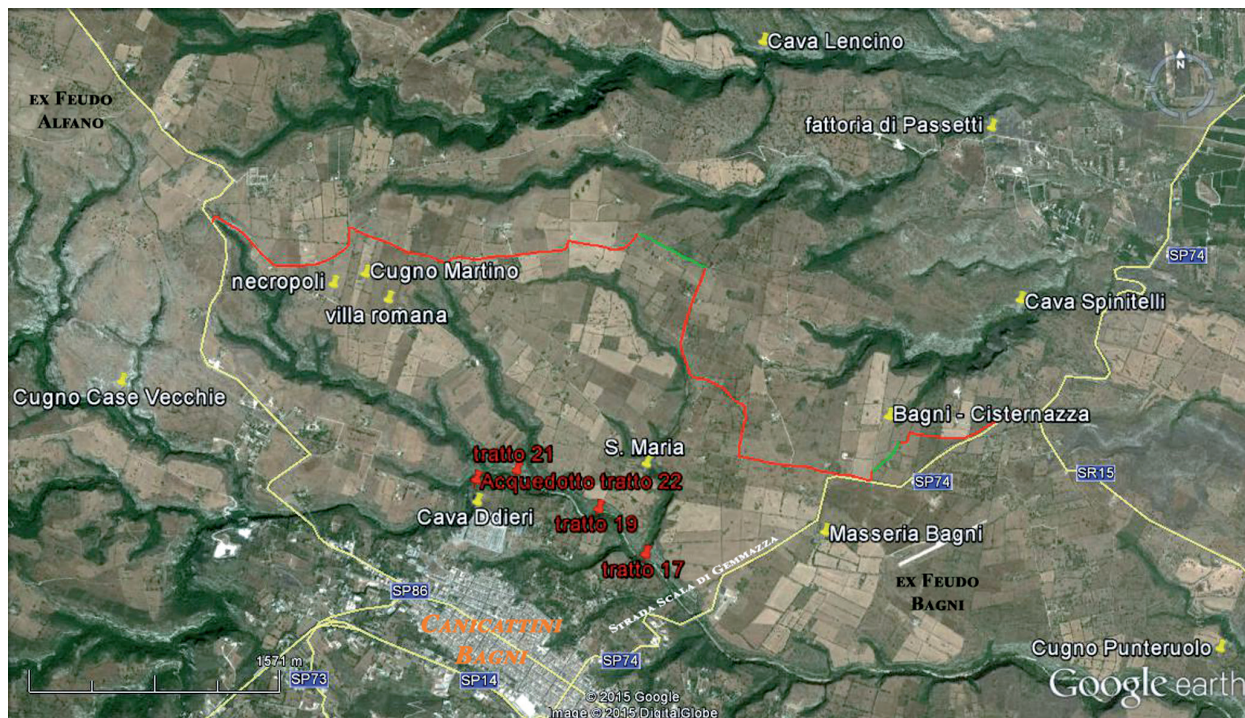 Cava Lencino
N
EX FEUDO
ALFANO
fattoria di Passetti
SP74
necropoli
Cugno Martino
villa romana
Cava Spinitelli
Cugno Case Vecchie
Bagni - Cisternazza
S. Maria
tratto 21
Acquedotto tratto 22
SP74
SR15
Cava Ddieri
tratto 19
Masseria Bagni
tratto 17
STRADA SCALA DI GEMMAZZA
EX FEUDO
BAGNI
SP86
CANICATTINI
BAGNI
Cugno Punteruolo
1571 m
SP74
SP73
SP14
© 2015 Google
Image © 2015 DigitalGlobe
Google earth